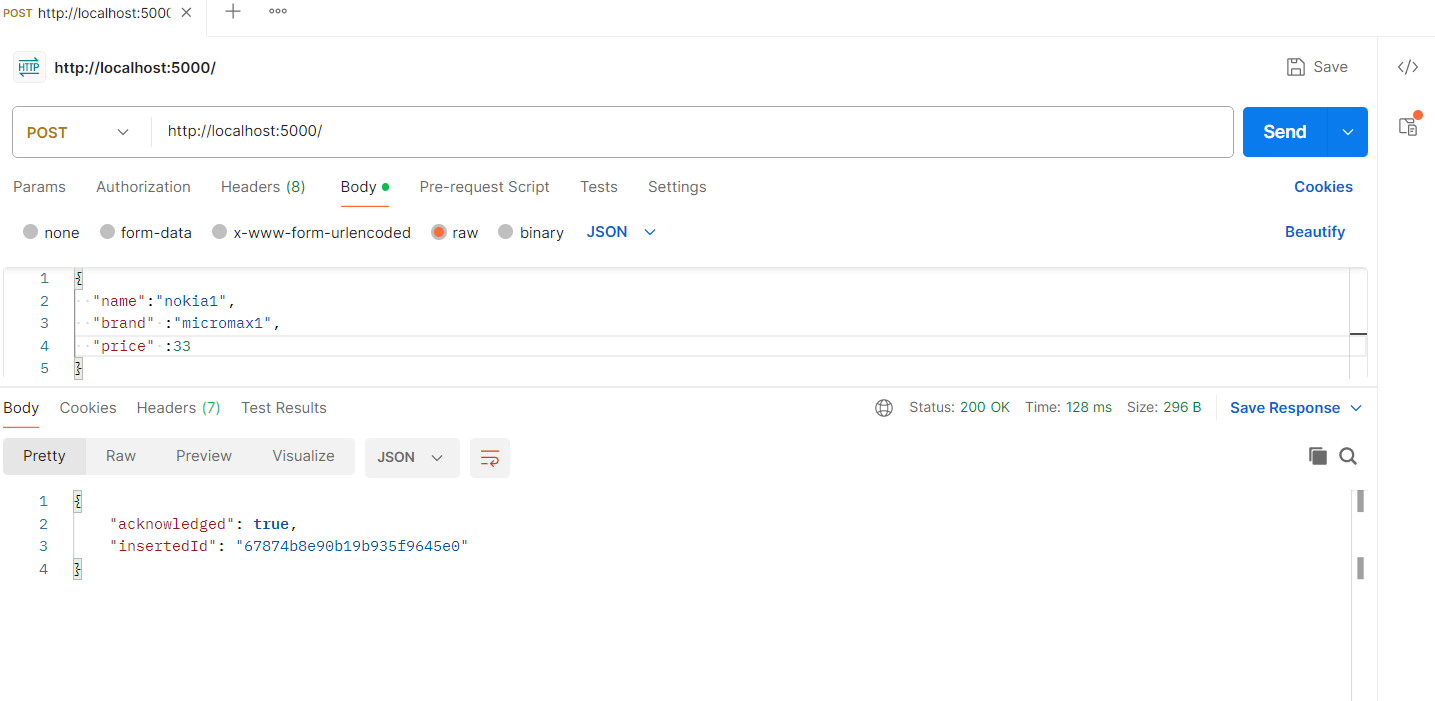 POST http://localhost:5000
HTTP http://localhost:5000/ Save </>
POST http://localhost:5000/ Send
Params Authorization Headers (8) Body Pre-request Script Tests Settings Cookies
none form-data x-www-form-urlencoded raw binary JSON Beautify
1 {
2 "name":"nokia1",
3 "brand" :"micromax1",
4 "price" :33
5 }
Body Cookies Headers (7) Test Results Status: 200 OK Time: 128 ms Size: 296 B Save Response
Pretty Raw Preview Visualize JSON
1 {
2 "acknowledged": true,
3 "insertedId": "67874b8e90b19b935f9645e0"
4 }